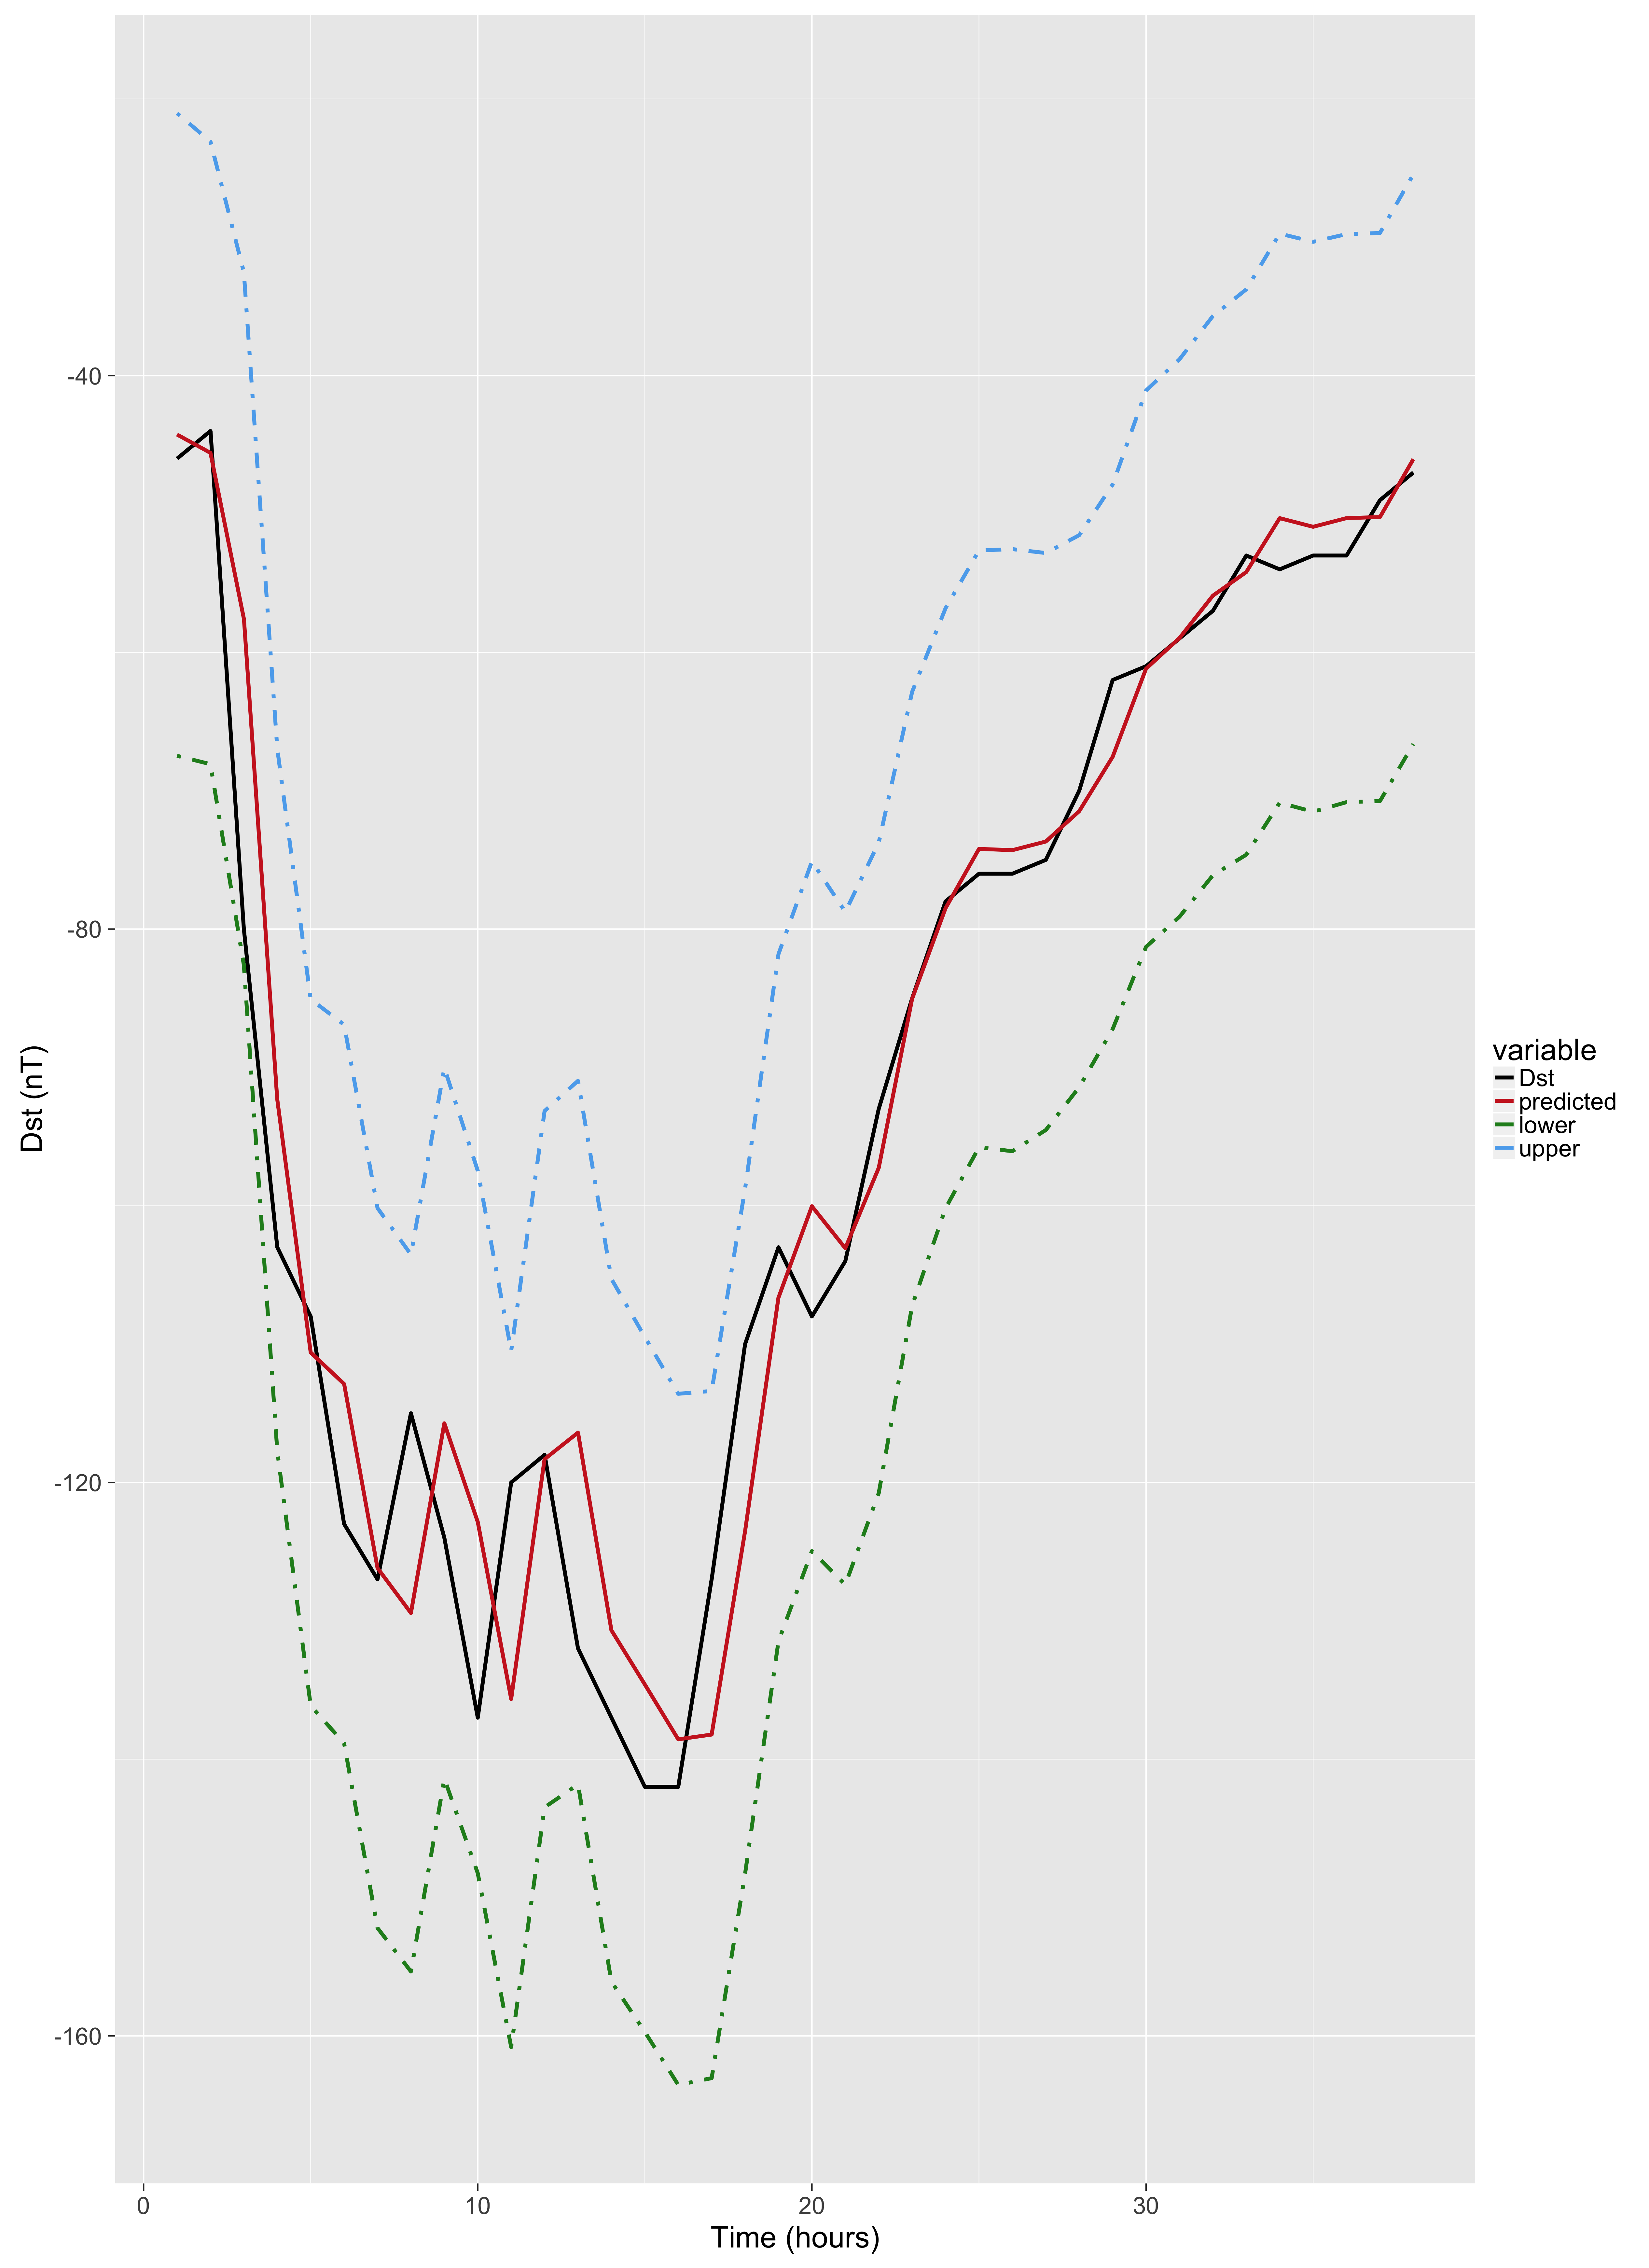 -40
-80
-120
-160
Dst (nT)
0 10 20 30
Time (hours)
variable
Dst
predicted
lower
upper